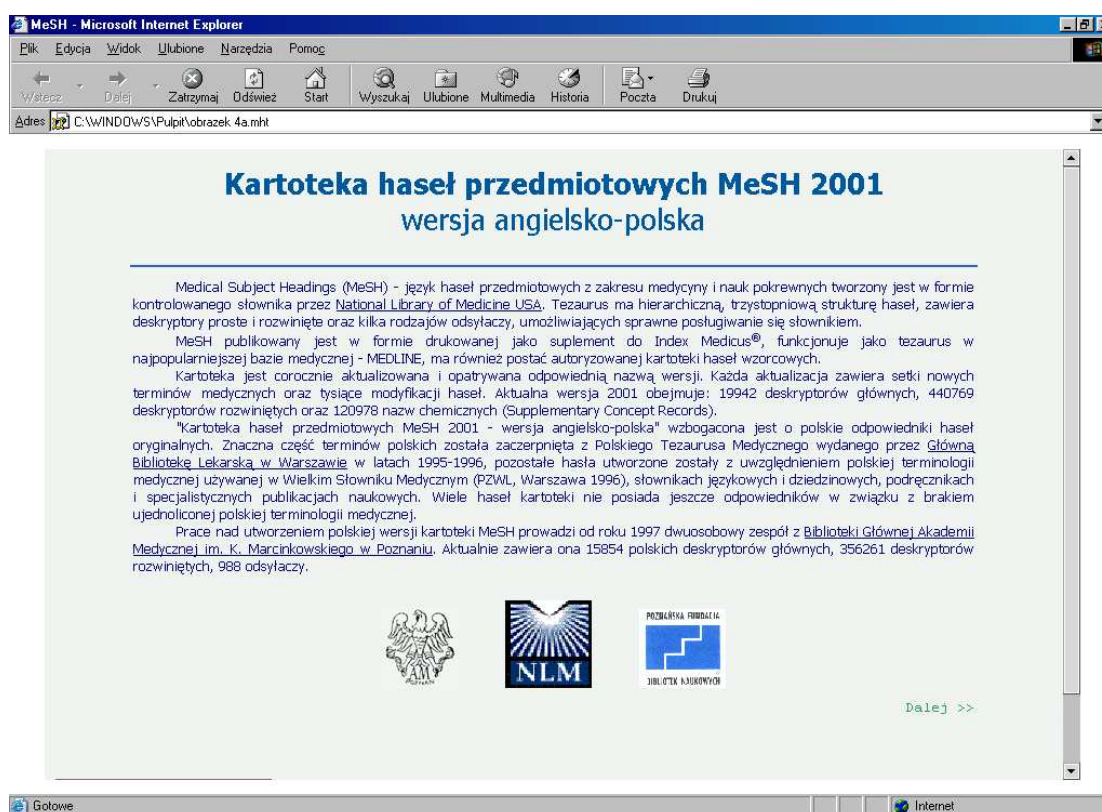 MeSH - Microsoft Internet Explorer
Plik Edycja Widok Ulubione Narzędzia Pomoc
Wstecz Dalej Zatrzymaj Odśwież Start Wyszukaj Ulubione Multimedia Historia Poczta Drukuj
Adres C:\WINDOWS\Pulpit\obrazek 4a.mht
Kartoteka haseł przedmiotowych MeSH 2001
wersja angielsko-polska
Medical Subject Headings (MeSH) - język haseł przedmiotowych z zakresu medycyny i nauk pokrewnych tworzony jest w formie
kontrolowanego słownika przez National Library of Medicine USA. Tezaurus ma hierarchiczną, trzystopniową strukturę haseł, zawiera
deskryptory proste i rozwinięte oraz kilka rodzajów odsyłaczy, umożliwiających sprawne posługiwanie się słownikiem.
MeSH publikowany jest w formie drukowanej jako suplement do Index Medicus®, funkcjonuje jako tezaurus w
najpopularniejszej bazie medycznej - MEDLINE, ma również postać autoryzowanej kartoteki haseł wzorcowych.
Kartoteka jest corocznie aktualizowana i opatrywana odpowiednią nazwą wersji. Każda aktualizacja zawiera setki nowych
terminów medycznych oraz tysiące modyfikacji haseł. Aktualna wersja 2001 obejmuje: 19942 deskryptorów głównych, 440769
deskryptorów rozwiniętych oraz 120978 nazw chemicznych (Supplementary Concept Records).
"Kartoteka haseł przedmiotowych MeSH 2001 - wersja angielsko-polska" wzbogacona jest o polskie odpowiedniki haseł
oryginalnych. Znaczna część terminów polskich została zaczerpnięta z Polskiego Tezaurusa Medycznego wydanego przez Główną
Bibliotekę Lekarską w Warszawie w latach 1995-1996, pozostałe hasła utworzone zostały z uwzględnieniem polskiej terminologii
medycznej używanej w Wielkim Słowniku Medycznym (PZWL, Warszawa 1996), słownikach językowych i dziedzinowych, podręcznikach
i specjalistycznych publikacjach naukowych. Wiele haseł kartoteki nie posiada jeszcze odpowiedników w związku z brakiem
ujednoliconej polskiej terminologii medycznej.
Prace nad utworzeniem polskiej wersji kartoteki MeSH prowadzi od roku 1997 dwuosobowy zespół z Biblioteki Głównej Akademii
Medycznej im. K. Marcinkowskiego w Poznaniu. Aktualnie zawiera ona 15854 polskich deskryptorów głównych, 356261 deskryptorów
rozwiniętych, 988 odsyłaczy.
AM
NLM
POZNAŃSKA FUNDACJA
BIBLIOTEK NAUKOWYCH
Dalej >>
Gotowe Internet